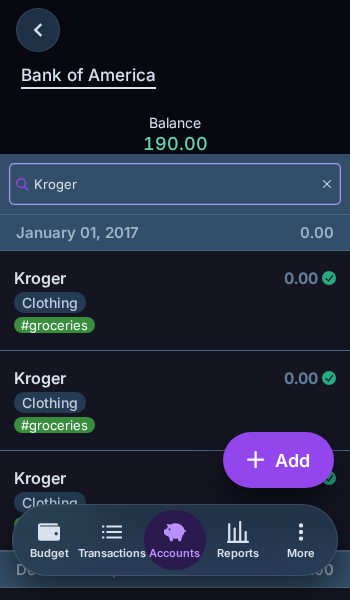 Bank of America
Balance
190.00
Kroger
January 01, 2017 0.00
Kroger 0.00
Clothing
#groceries
Kroger 0.00
Clothing
#groceries
Kroger
Clothing
Add
Budget Transactions Accounts Reports More